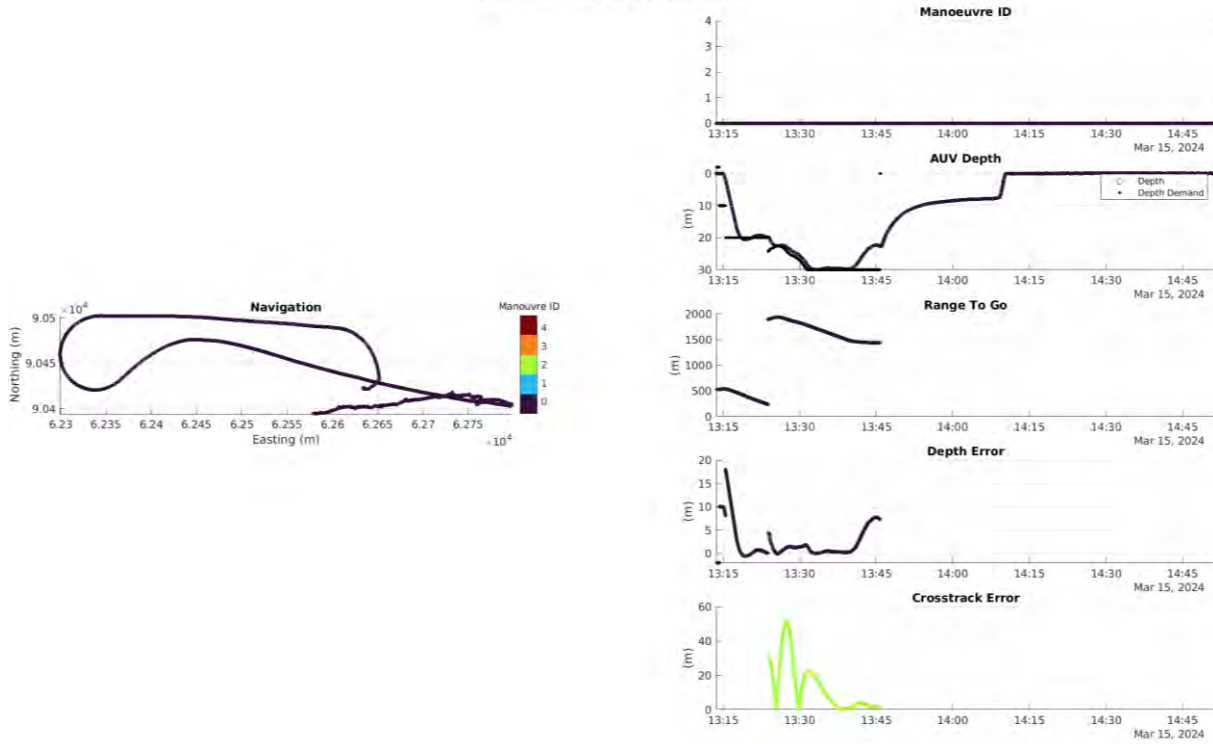 Navigation
×10⁴
9.05
9.045
9.04
Northing (m)
6.23 6.235 6.24 6.245 6.25 6.255 6.26 6.265 6.27 6.275
Easting (m)
×10⁴
Manouvre ID
4
3
2
1
0
Manoeuvre ID
4
3
2
1
0
13:15 13:30 13:45 14:00 14:15 14:30 14:45
Mar 15, 2024
AUV Depth
(m)
0
10
20
30
Depth
Depth Demand
13:15 13:30 13:45 14:00 14:15 14:30 14:45
Mar 15, 2024
Range To Go
(m)
2000
1500
1000
500
0
13:15 13:30 13:45 14:00 14:15 14:30 14:45
Mar 15, 2024
Depth Error
(m)
20
15
10
5
0
13:15 13:30 13:45 14:00 14:15 14:30 14:45
Mar 15, 2024
Crosstrack Error
(m)
60
40
20
0
13:15 13:30 13:45 14:00 14:15 14:30 14:45
Mar 15, 2024